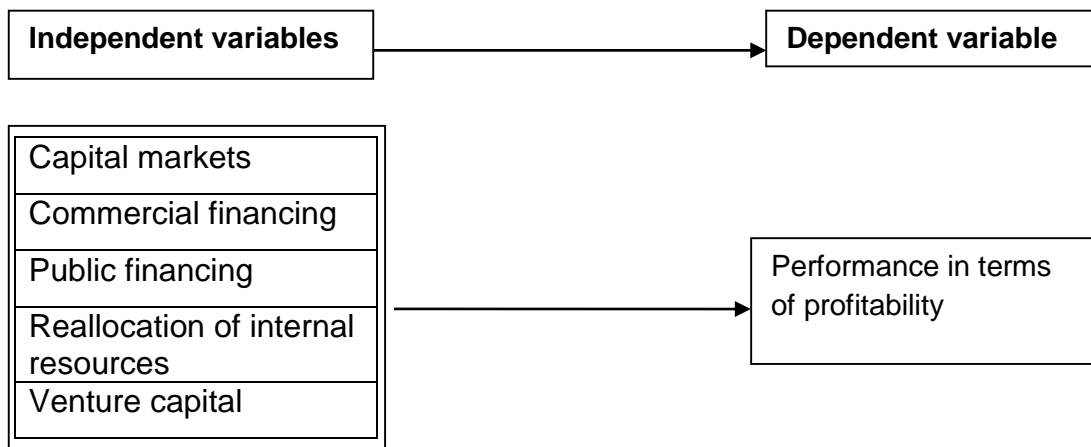 Independent variables
Dependent variable
Capital markets
Commercial financing
Public financing
Reallocation of internal
resources
Venture capital
Performance in terms
of profitability